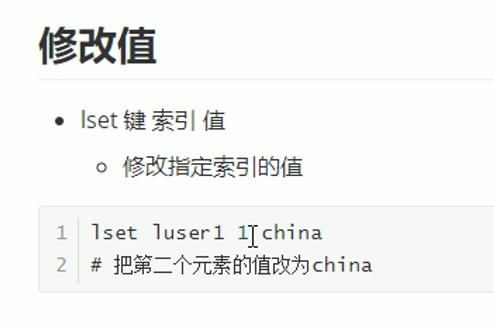 修改值
lset 键 索引 值
修改指定索引的值
1 lset luser1 1 china
2 # 把第二个元素的值改为china